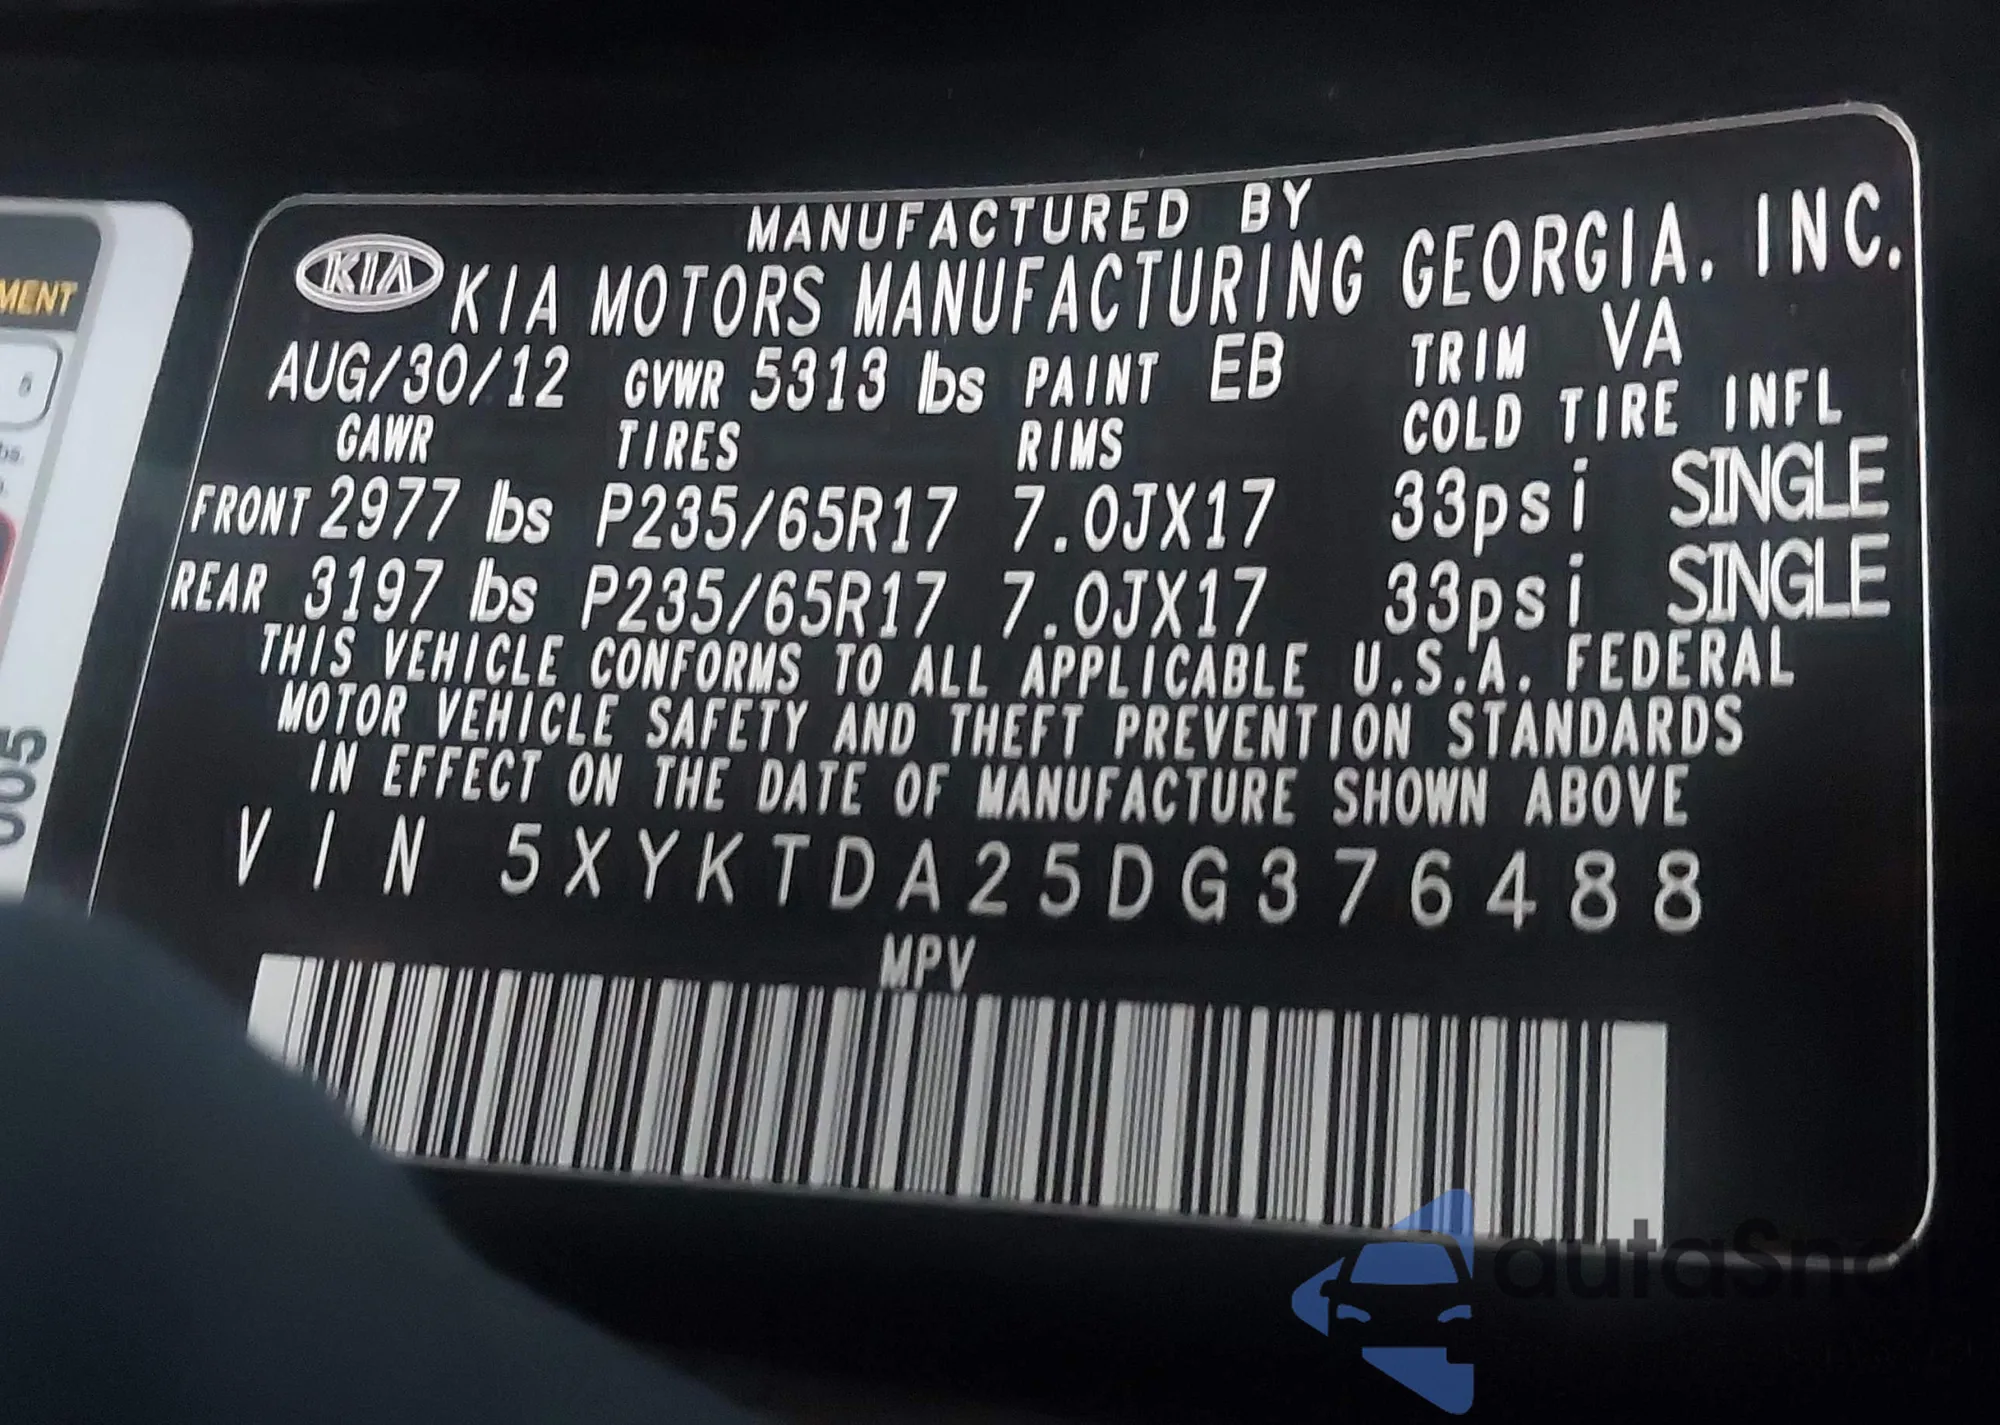 MANUFACTURED BY
KIA KIA MOTORS MANUFACTURING GEORGIA, INC.
AUG/30/12 GVWR 5313 lbs PAINT EB TRIM VA
GAWR TIRES RIMS COLD TIRE INFL
FRONT 2977 lbs P235/65R17 7.0JX17 33psi SINGLE
REAR 3197 lbs P235/65R17 7.0JX17 33psi SINGLE
THIS VEHICLE CONFORMS TO ALL APPLICABLE U.S.A. FEDERAL
MOTOR VEHICLE SAFETY AND THEFT PREVENTION STANDARDS
IN EFFECT ON THE DATE OF MANUFACTURE SHOWN ABOVE
VIN 5XYKTDA25DG376488
MPV
MENT
005